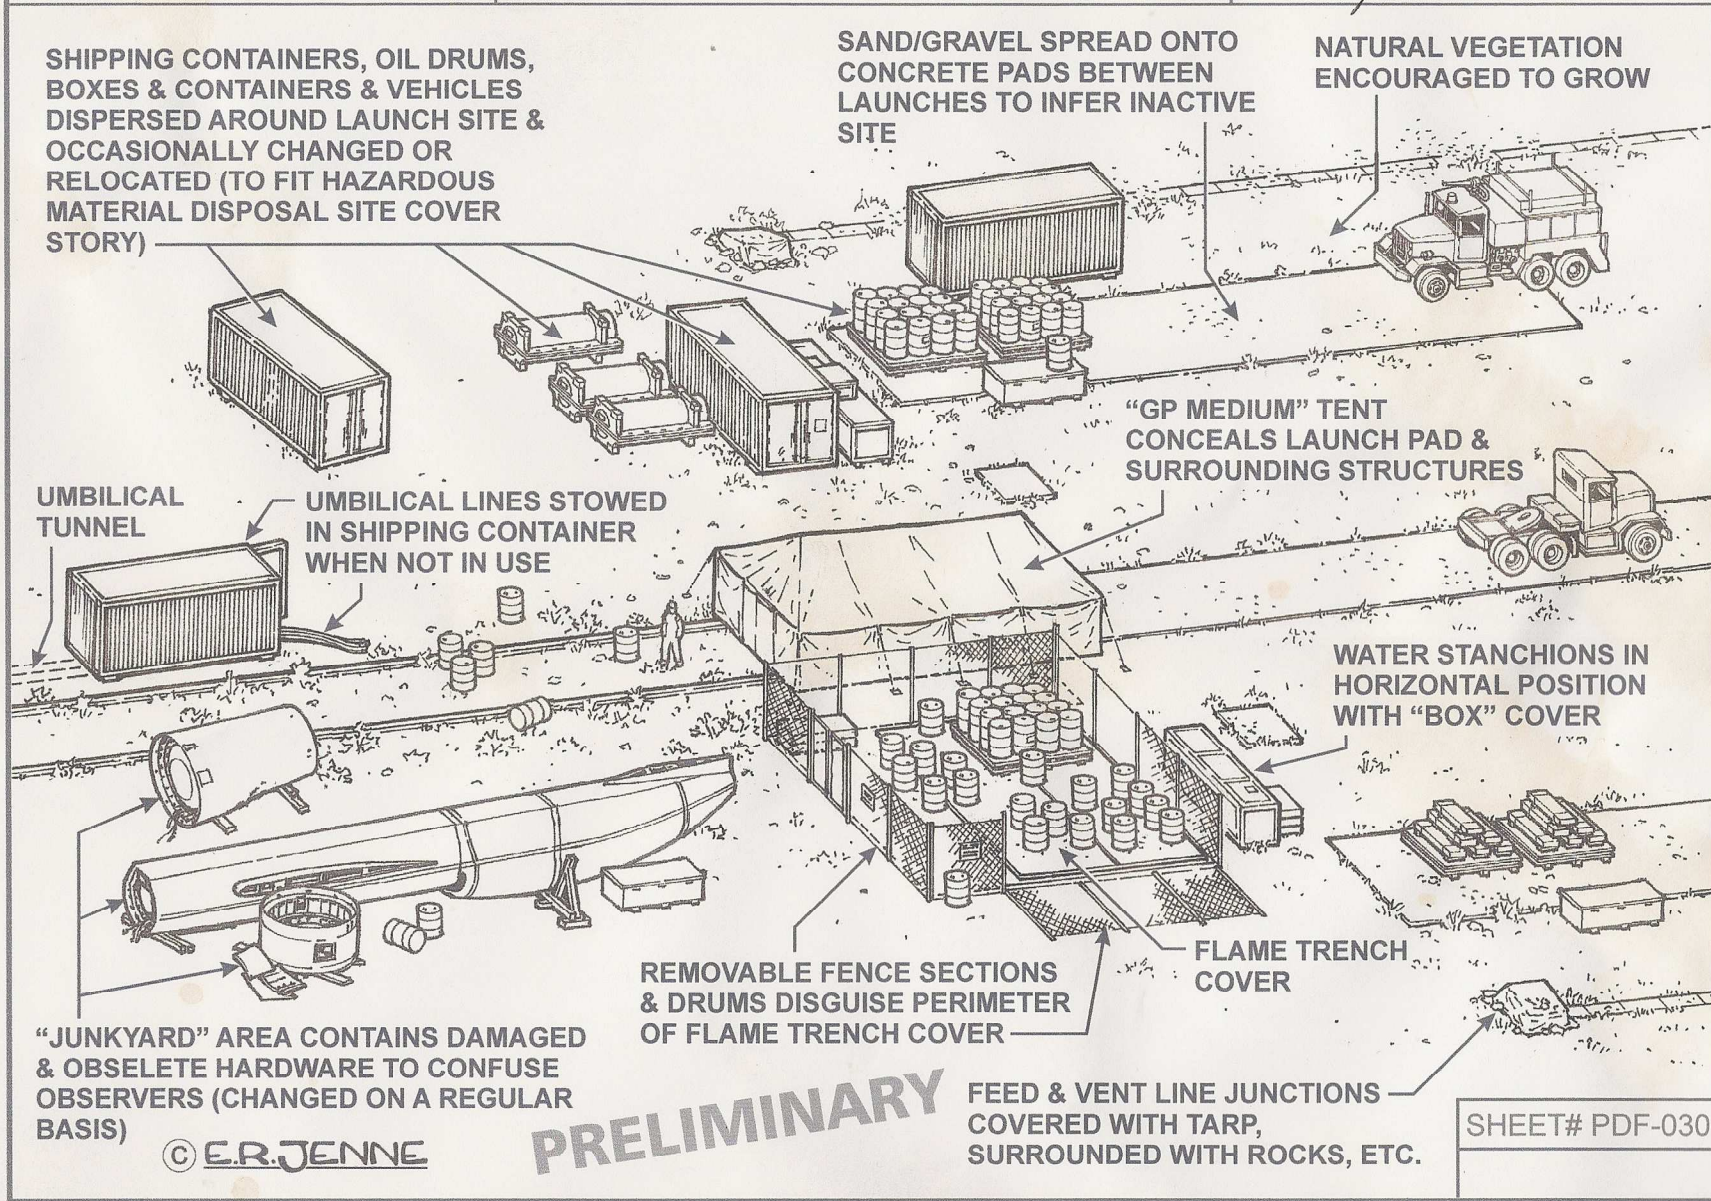 SHIPPING CONTAINERS, OIL DRUMS,
BOXES & CONTAINERS & VEHICLES
DISPERSED AROUND LAUNCH SITE &
OCCASIONALLY CHANGED OR
RELOCATED (TO FIT HAZARDOUS
MATERIAL DISPOSAL SITE COVER
STORY)
SAND/GRAVEL SPREAD ONTO
CONCRETE PADS BETWEEN
LAUNCHES TO INFER INACTIVE
SITE
NATURAL VEGETATION
ENCOURAGED TO GROW
"GP MEDIUM" TENT
CONCEALS LAUNCH PAD &
SURROUNDING STRUCTURES
UMBILICAL
TUNNEL
UMBILICAL LINES STOWED
IN SHIPPING CONTAINER
WHEN NOT IN USE
WATER STANCHIONS IN
HORIZONTAL POSITION
WITH "BOX" COVER
FLAME TRENCH
COVER
REMOVABLE FENCE SECTIONS
& DRUMS DISGUISE PERIMETER
OF FLAME TRENCH COVER
"JUNKYARD" AREA CONTAINS DAMAGED
& OBSELETE HARDWARE TO CONFUSE
OBSERVERS (CHANGED ON A REGULAR
BASIS)
FEED & VENT LINE JUNCTIONS
COVERED WITH TARP,
SURROUNDED WITH ROCKS, ETC.
© E.R.JENNE
PRELIMINARY
SHEET# PDF-030